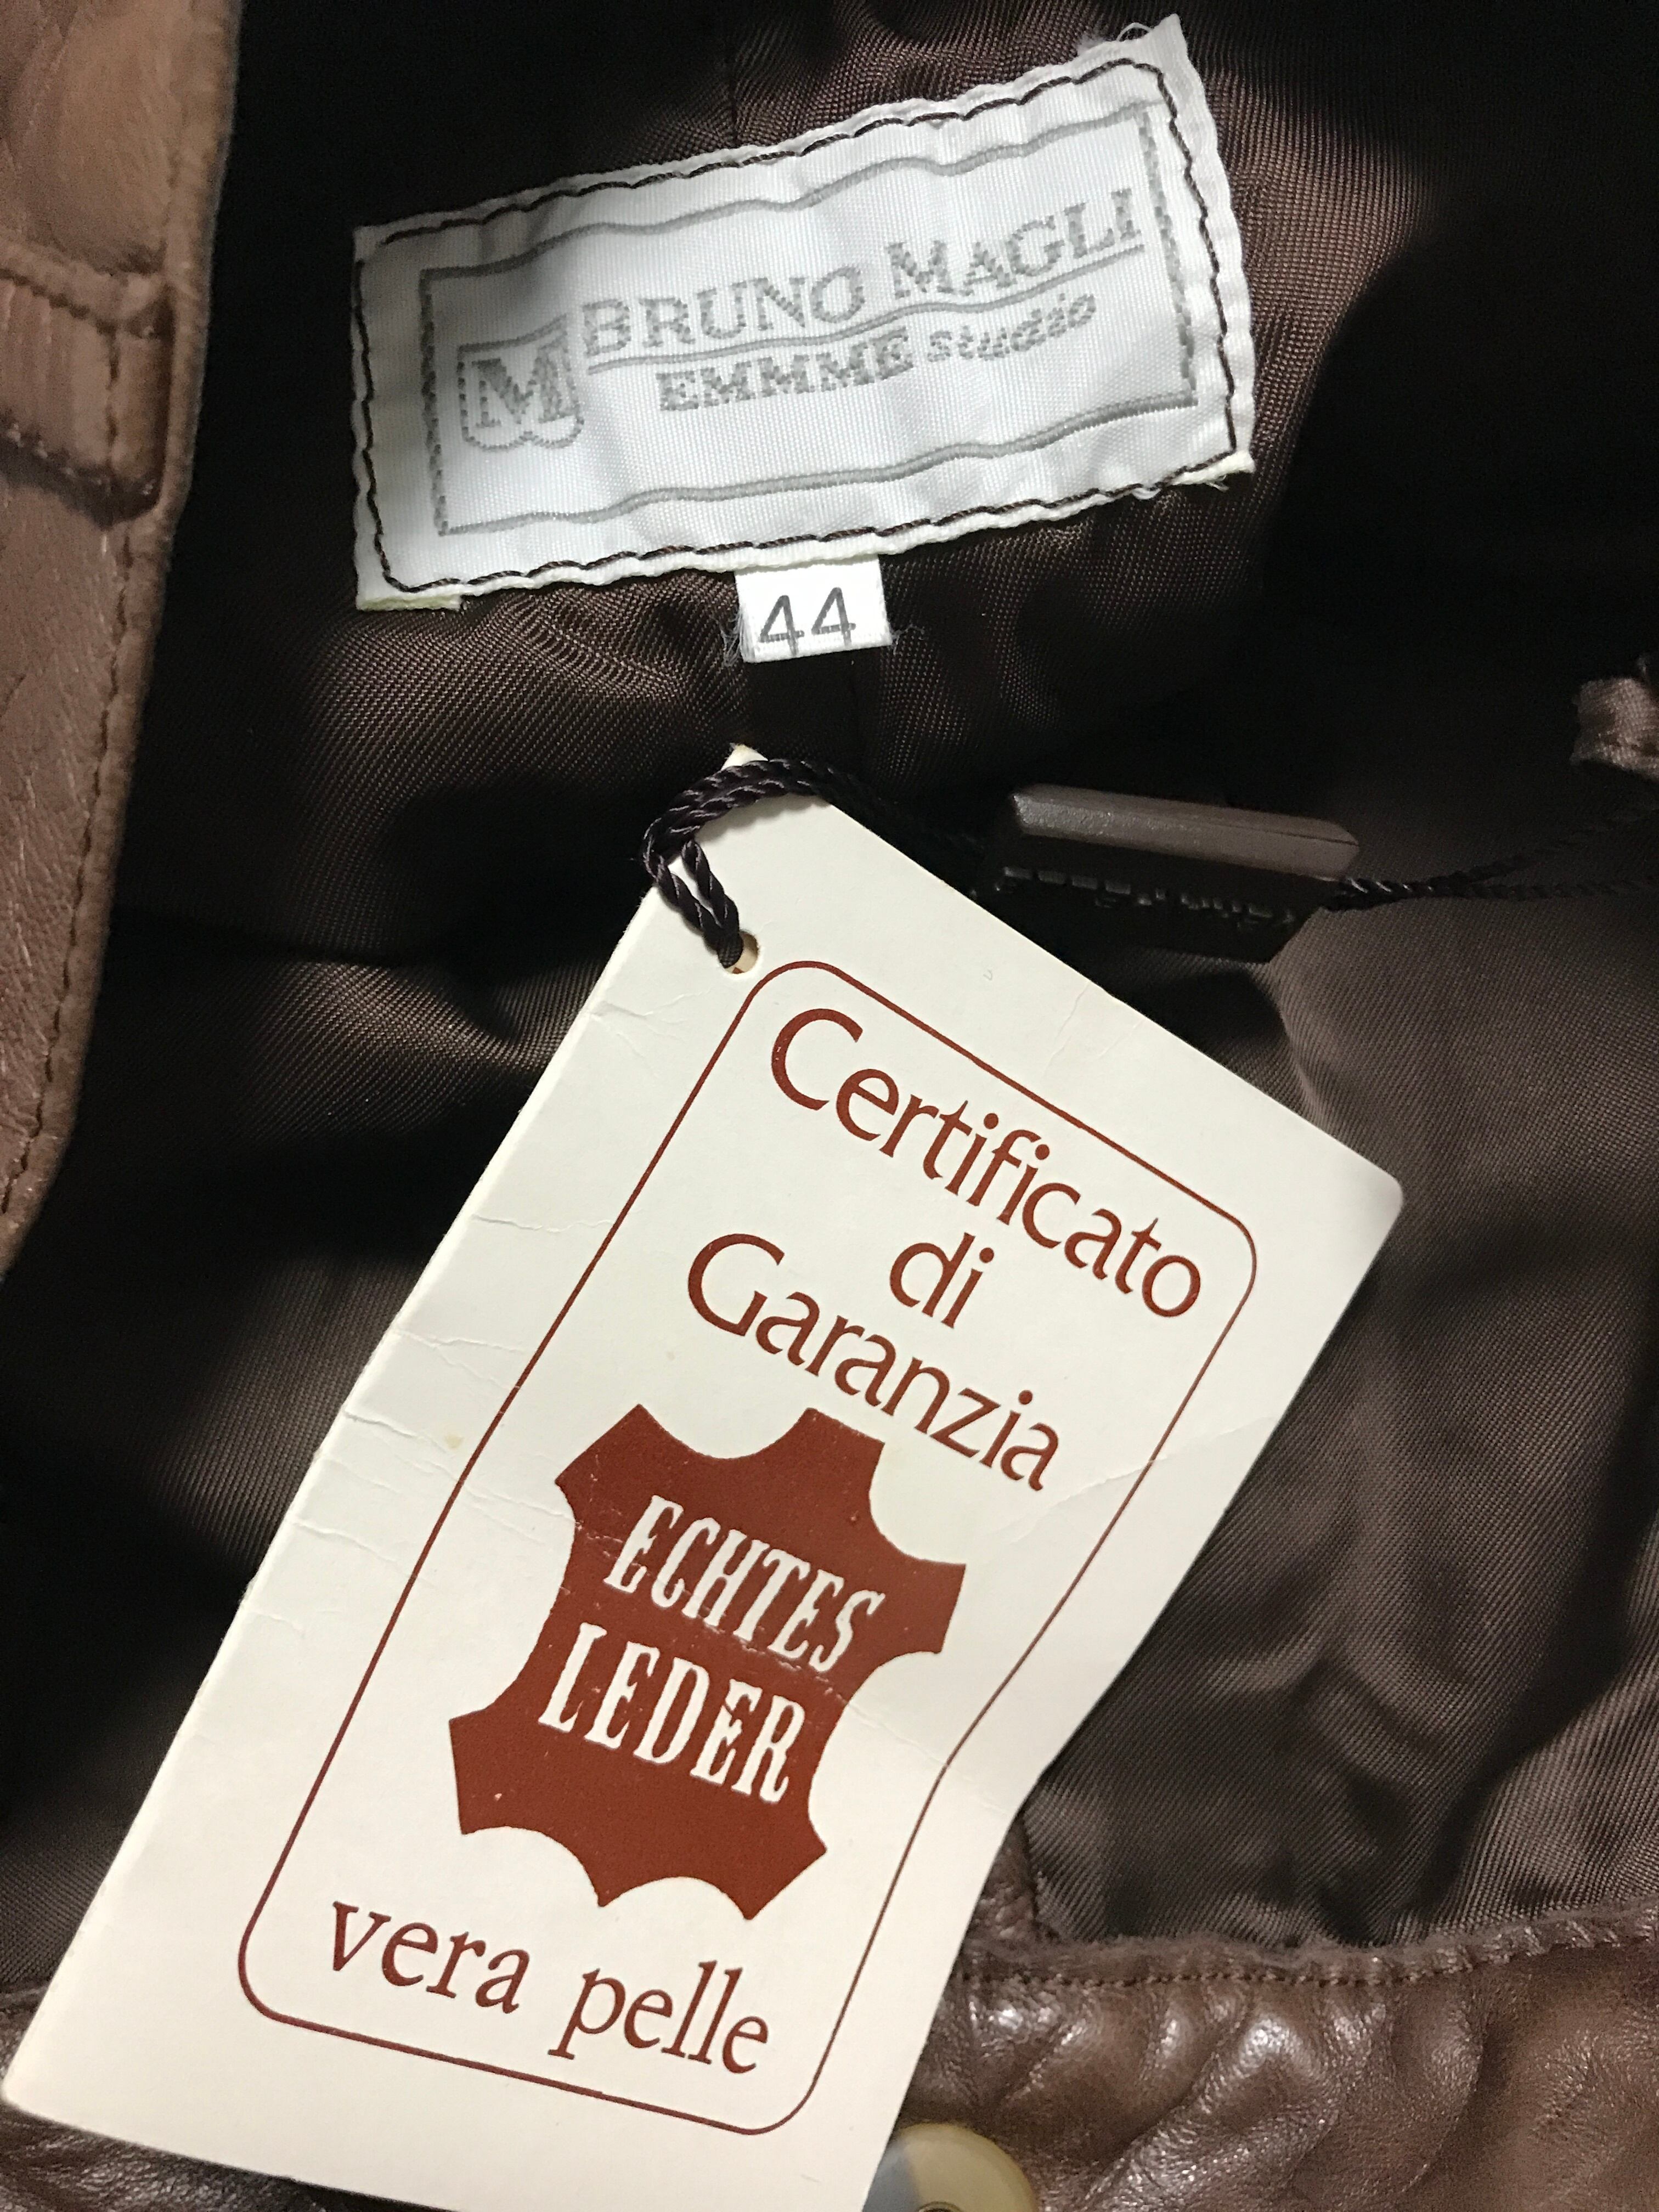 M
BRUNO MAGLI
EMMME studio
44
Certificato
di
Garanzia
ECHTES
LEDER
vera pelle